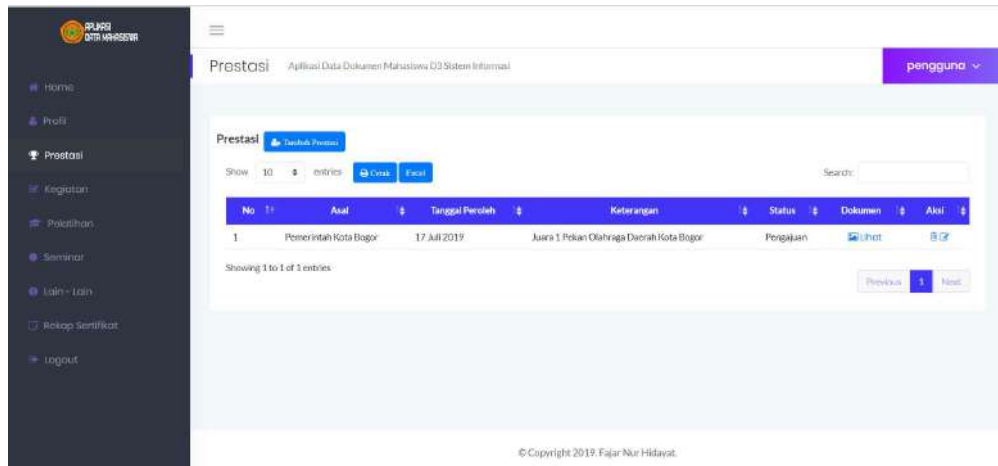 APLIKASI
DATA MAHASISWA
Home
Profil
Prestasi
Kegiatan
Pelatihan
Seminar
Lain - Lain
Rekap Sertifikat
Logout
Prestasi Aplikasi Data Dokumen Mahasiswa D3 Sistem Informasi
pengguna
Prestasi Tambah Prestasi
Show 10 entries Cetak Excel Search:
No Asal Tanggal Peroleh Keterangan Status Dokumen Aksi
1 Pemerintah Kota Bogor 17 Juli 2019 Juara 1 Pekan Olahraga Daerah Kota Bogor Pengajuan Lihat
Showing 1 to 1 of 1 entries
Previous 1 Next
© Copyright 2019. Fajar Nur Hidayat.